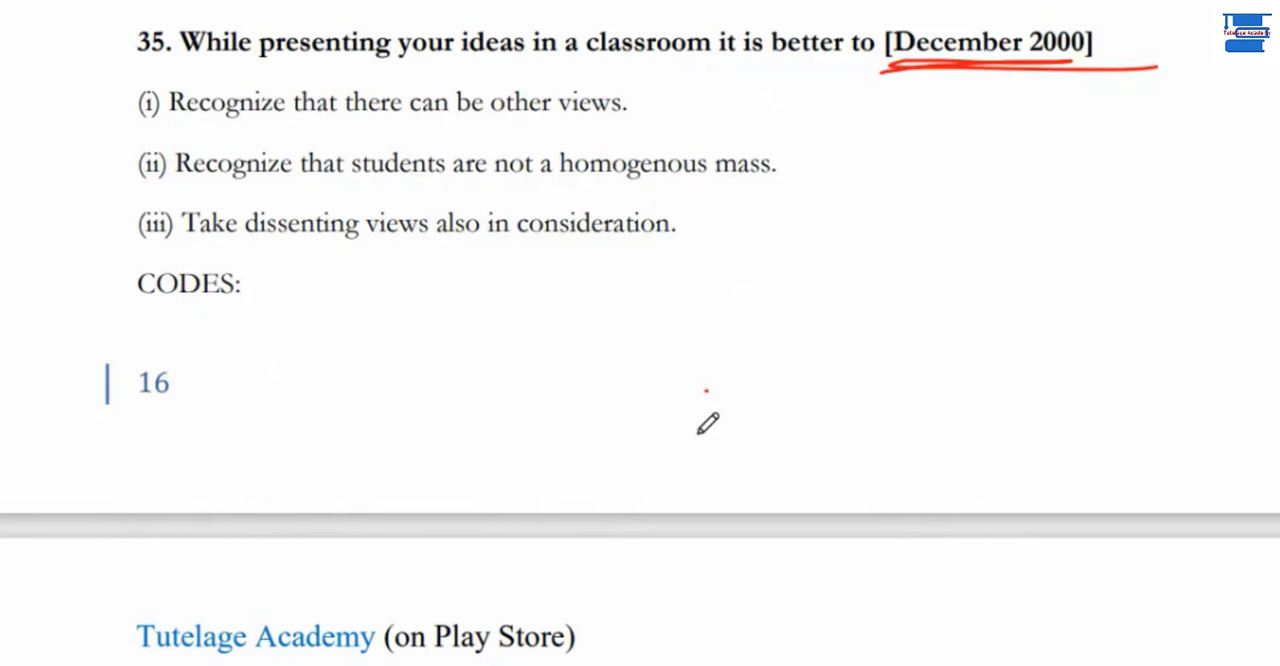 35. While presenting your ideas in a classroom it is better to [December 2000]
(i) Recognize that there can be other views.
(ii) Recognize that students are not a homogenous mass.
(iii) Take dissenting views also in consideration.
CODES:
16
Tutelage Academy (on Play Store)
Tutelage Academy